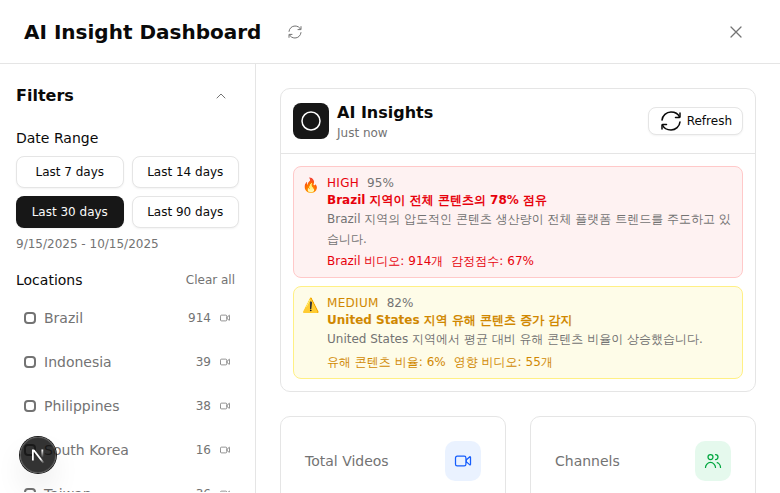 AI Insight Dashboard
Filters
Date Range
Last 7 days
Last 14 days
Last 30 days
Last 90 days
9/15/2025 - 10/15/2025
Locations
Clear all
Brazil
914
Indonesia
39
Philippines
38
South Korea
16
Taiwan
N
AI Insights
Just now
Refresh
HIGH 95%
Brazil 지역이 전체 콘텐츠의 78% 점유
Brazil 지역의 압도적인 콘텐츠 생산량이 전체 플랫폼 트렌드를 주도하고 있
습니다.
Brazil 비디오: 914개 감정점수: 67%
MEDIUM 82%
United States 지역 유해 콘텐츠 증가 감지
United States 지역에서 평균 대비 유해 콘텐츠 비율이 상승했습니다.
유해 콘텐츠 비율: 6% 영향 비디오: 55개
Total Videos
Channels